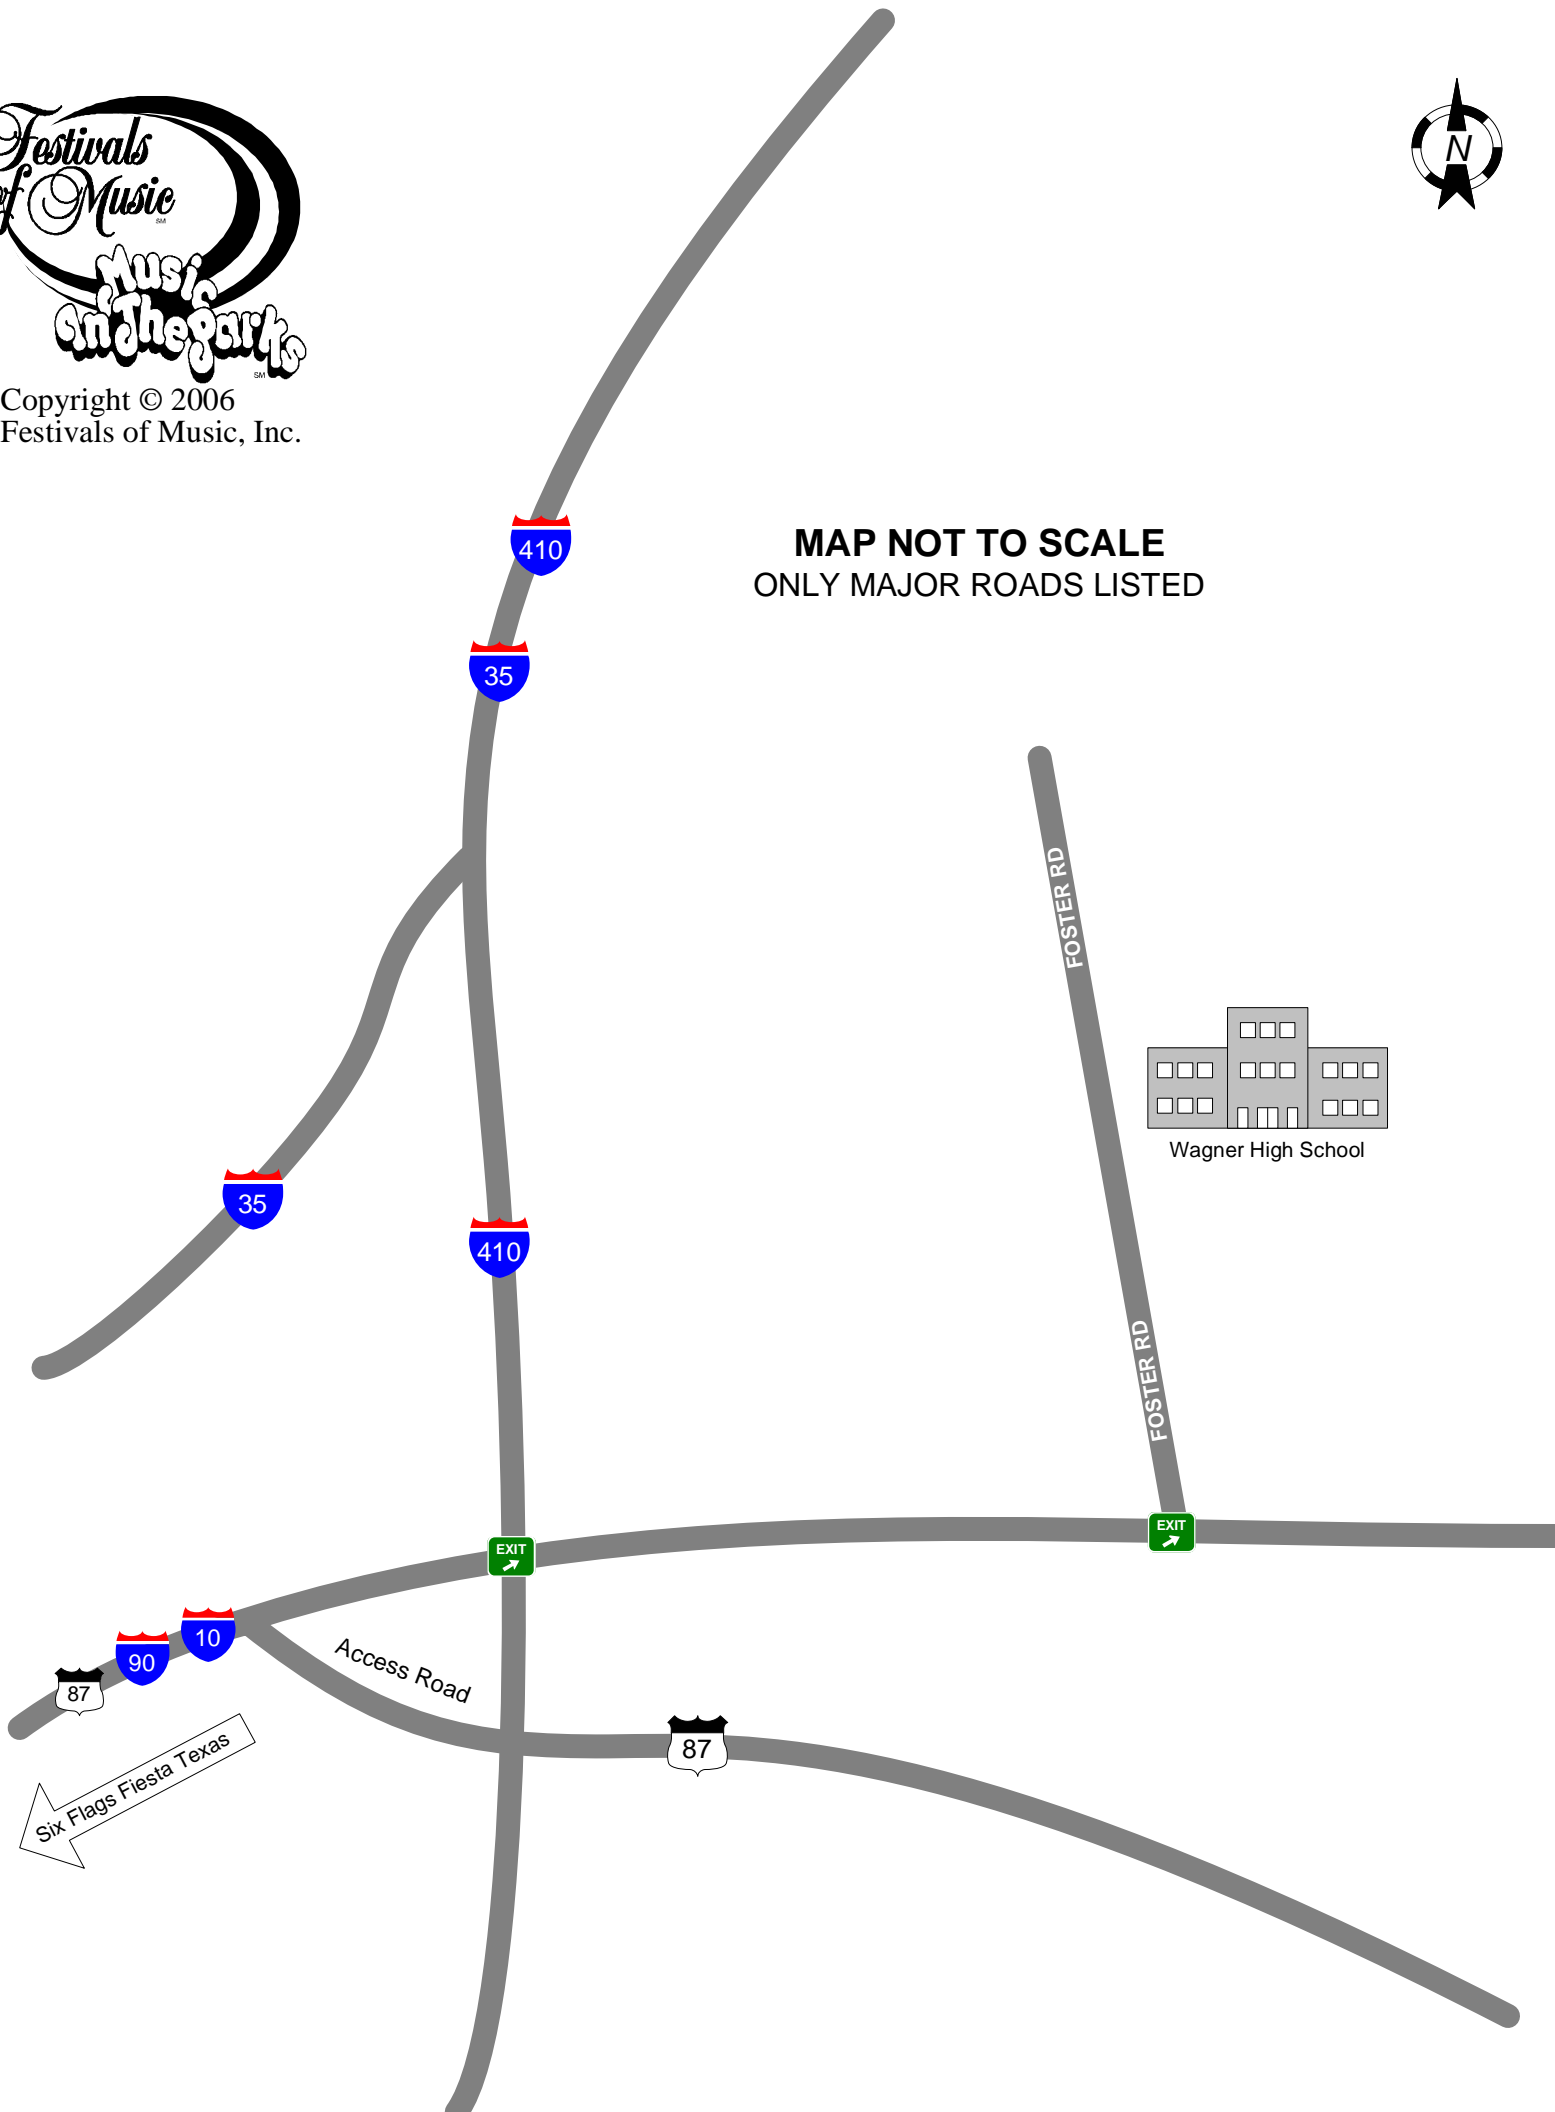 Festivals
of Music
SM
Music
In The Parks
SM
Copyright © 2006
Festivals of Music, Inc.
N
410
MAP NOT TO SCALE
ONLY MAJOR ROADS LISTED
35
FOSTER RD
Wagner High School
35
410
FOSTER RD
EXIT
EXIT
10
90
87
Access Road
87
Six Flags Fiesta Texas